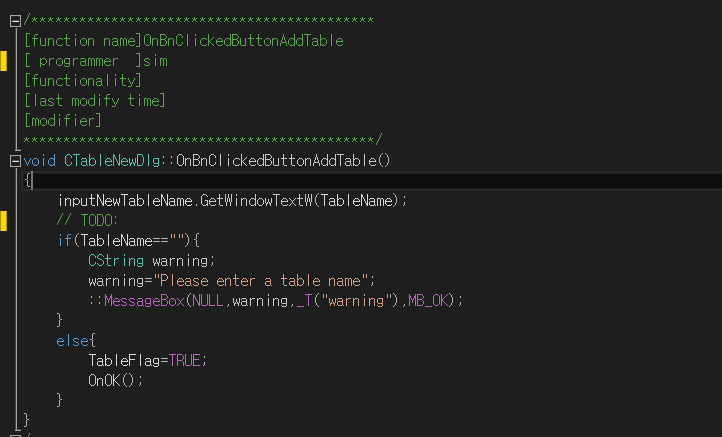 /*******************************************
[function name]OnBnClickedButtonAddTable
[ programmer  ]sim
[functionality]
[last modify time]
[modifier]
********************************************/
void CTableNewDlg::OnBnClickedButtonAddTable()
{
    inputNewTableName.GetWindowTextW(TableName);
    // TODO:
    if(TableName==""){
        CString warning;
        warning="Please enter a table name";
        ::MessageBox(NULL,warning,_T("warning"),MB_OK);
    }
    else{
        TableFlag=TRUE;
        OnOK();
    }
}